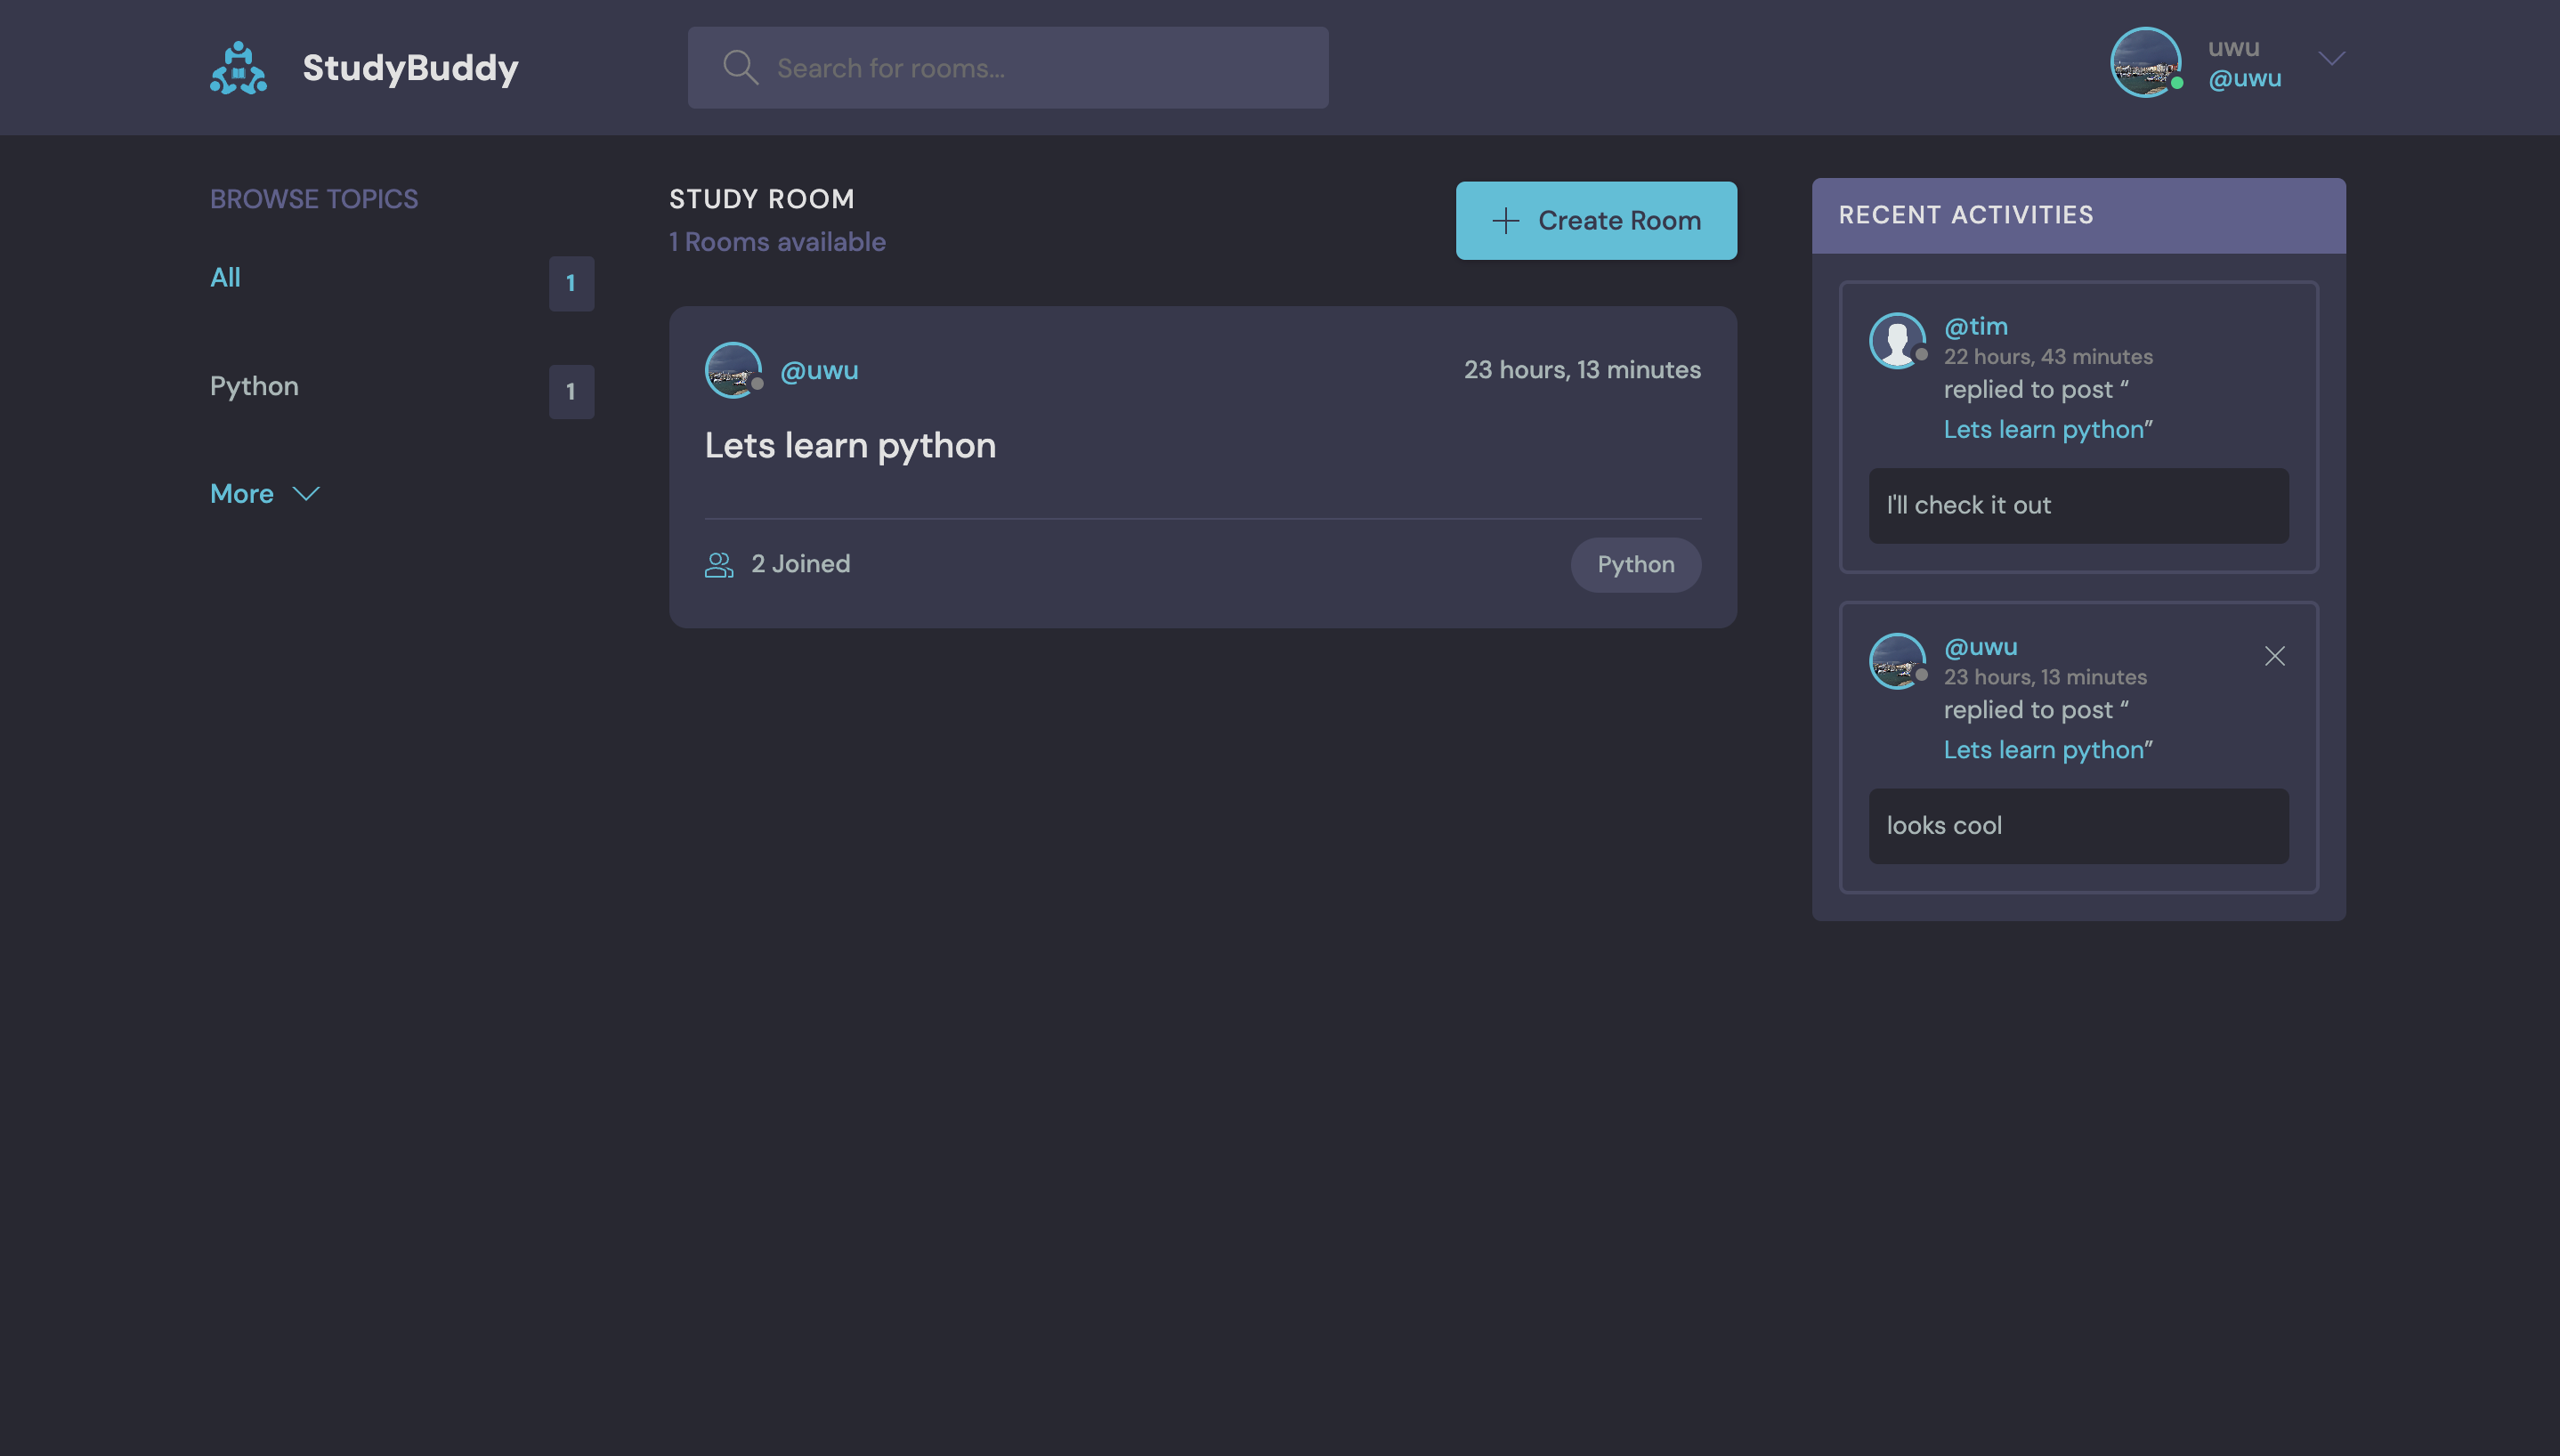 StudyBuddy
Search for rooms...
uwu
@uwu
BROWSE TOPICS
All
1
Python
1
More
STUDY ROOM
1 Rooms available
Create Room
@uwu
23 hours, 13 minutes
Lets learn python
2 Joined
Python
RECENT ACTIVITIES
@tim
22 hours, 43 minutes
replied to post “
Lets learn python”
I'll check it out
@uwu
23 hours, 13 minutes
replied to post “
Lets learn python”
looks cool